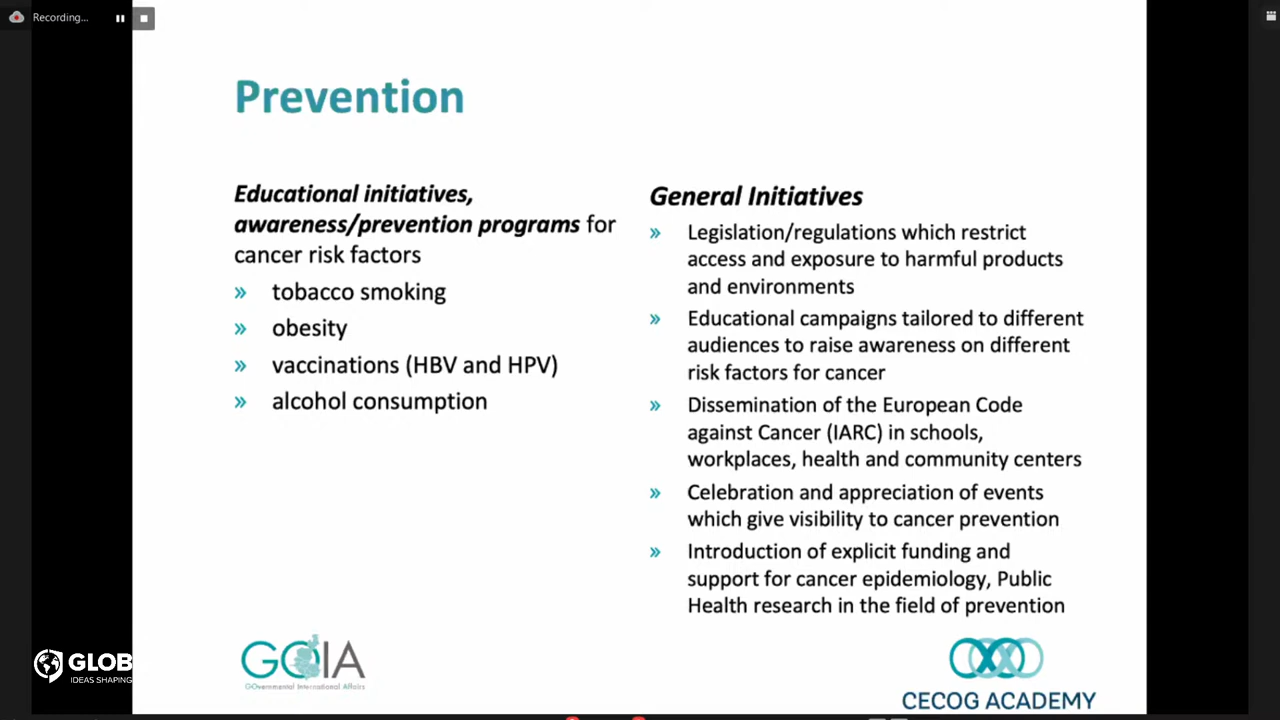 Recording...
Prevention
Educational initiatives,
awareness/prevention programs for
cancer risk factors
» tobacco smoking
» obesity
» vaccinations (HBV and HPV)
» alcohol consumption
General Initiatives
» Legislation/regulations which restrict
access and exposure to harmful products
and environments
» Educational campaigns tailored to different
audiences to raise awareness on different
risk factors for cancer
» Dissemination of the European Code
against Cancer (IARC) in schools,
workplaces, health and community centers
» Celebration and appreciation of events
which give visibility to cancer prevention
» Introduction of explicit funding and
support for cancer epidemiology, Public
Health research in the field of prevention
GLOB
IDEAS SHAPING
GOIA
GOvernmental International Affairs
CECOG ACADEMY